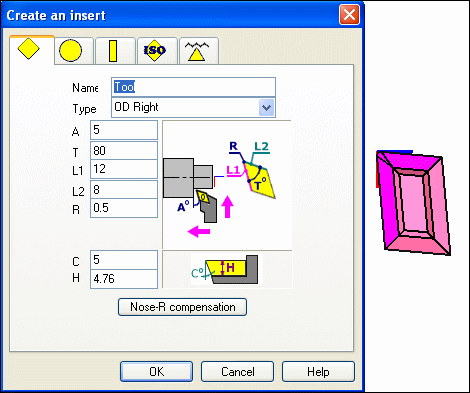 Create an insert
ISO
Name Tool
Type OD Right
A 5
T 80
L1 12
L2 8
R 0.5
R L2
L1
T°
A°
C 5
H 4.76
H
C°
Nose-R compensation
OK Cancel Help